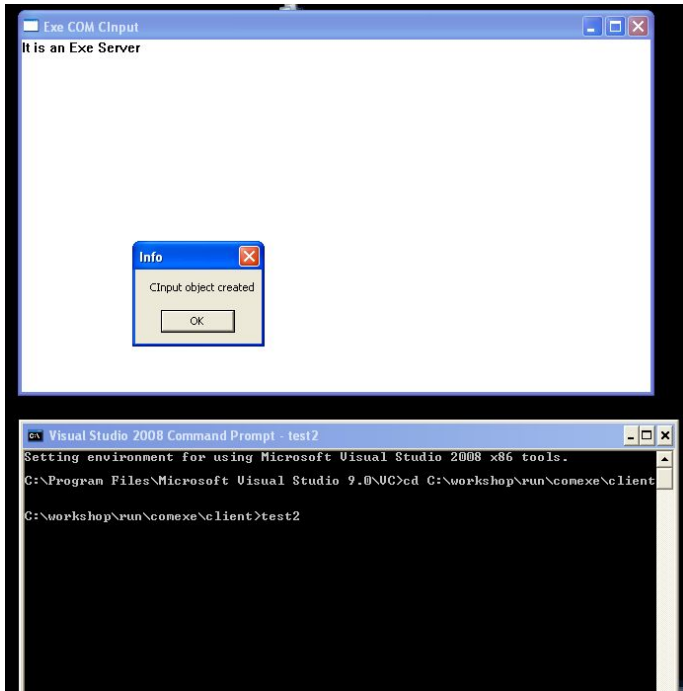 Exe COM CInput
It is an Exe Server
Info
CInput object created
OK
Visual Studio 2008 Command Prompt - test2
Setting environment for using Microsoft Visual Studio 2008 x86 tools.
C:\Program Files\Microsoft Visual Studio 9.0\VC>cd C:\workshop\run\comexe\client
C:\workshop\run\comexe\client>test2